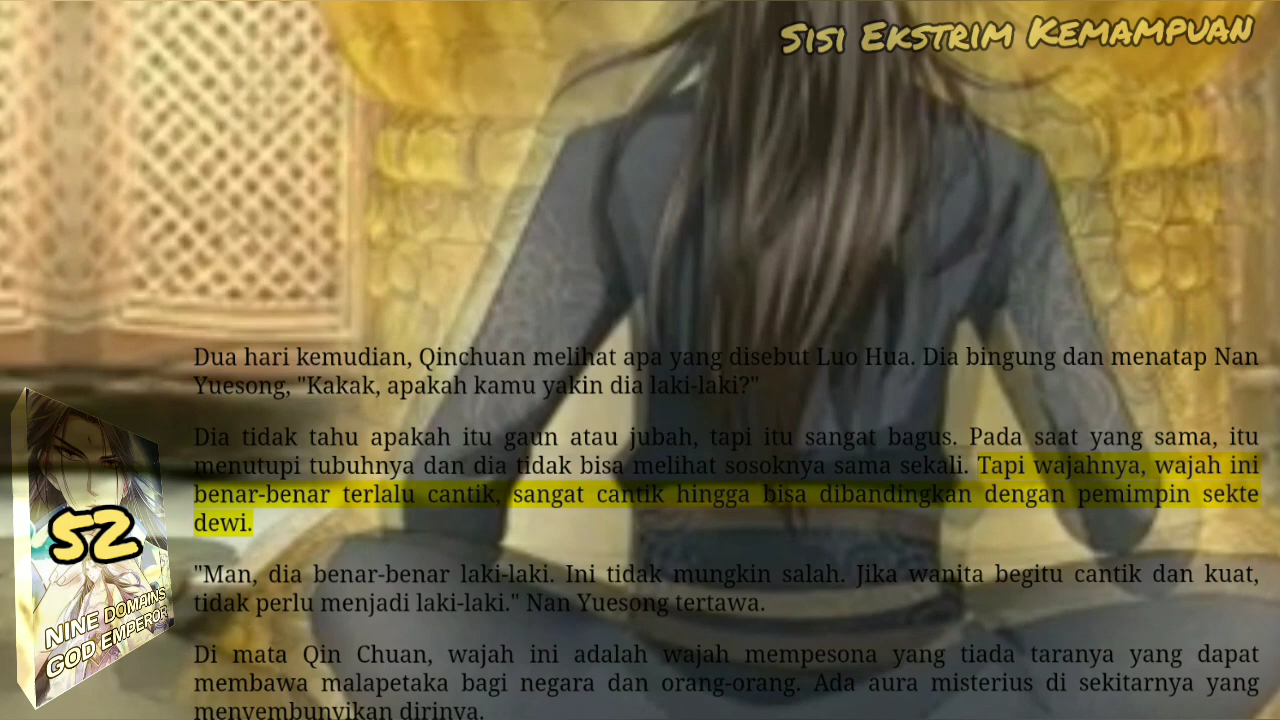 Sisi Ekstrim Kemampuan
Dua hari kemudian, Qinchuan melihat apa yang disebut Luo Hua. Dia bingung dan menatap Nan
Yuesong, "Kakak, apakah kamu yakin dia laki-laki?"
Dia tidak tahu apakah itu gaun atau jubah, tapi itu sangat bagus. Pada saat yang sama, itu
menutupi tubuhnya dan dia tidak bisa melihat sosoknya sama sekali. Tapi wajahnya, wajah ini
benar-benar terlalu cantik, sangat cantik hingga bisa dibandingkan dengan pemimpin sekte
dewi.
"Man, dia benar-benar laki-laki. Ini tidak mungkin salah. Jika wanita begitu cantik dan kuat,
tidak perlu menjadi laki-laki." Nan Yuesong tertawa.
Di mata Qin Chuan, wajah ini adalah wajah mempesona yang tiada taranya yang dapat
membawa malapetaka bagi negara dan orang-orang. Ada aura misterius di sekitarnya yang
menyembunyikan dirinya.
52
NINE DOMAINS
GOD EMPEROR